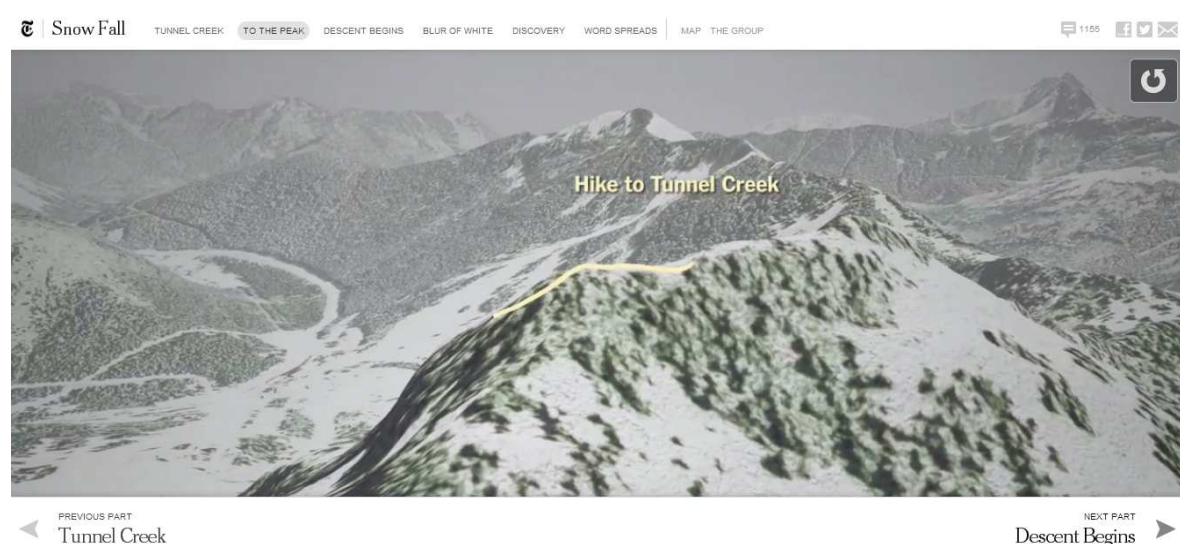 T Snow Fall TUNNEL CREEK TO THE PEAK DESCENT BEGINS BLUR OF WHITE DISCOVERY WORD SPREADS MAP THE GROUP 1155
Hike to Tunnel Creek
PREVIOUS PART
Tunnel Creek
NEXT PART
Descent Begins